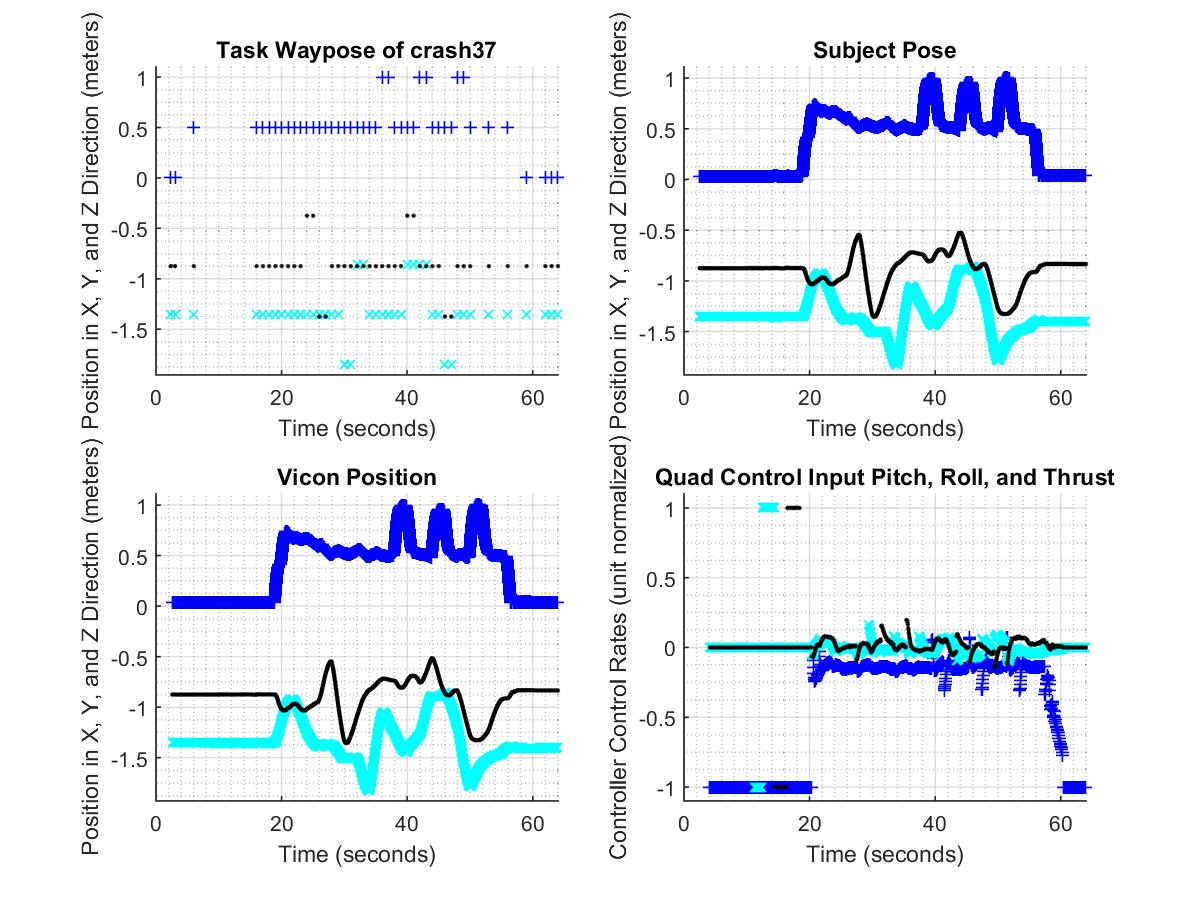 Task Waypose of crash37
Position in X, Y, and Z Direction (meters)
1
0.5
0
-0.5
-1
-1.5
0 20 40 60
Time (seconds)
Subject Pose
Position in X, Y, and Z Direction (meters)
1
0.5
0
-0.5
-1
-1.5
0 20 40 60
Time (seconds)
Vicon Position
Position in X, Y, and Z Direction (meters)
1
0.5
0
-0.5
-1
-1.5
0 20 40 60
Time (seconds)
Quad Control Input Pitch, Roll, and Thrust
Controller Control Rates (unit normalized)
1
0.5
0
-0.5
-1
0 20 40 60
Time (seconds)